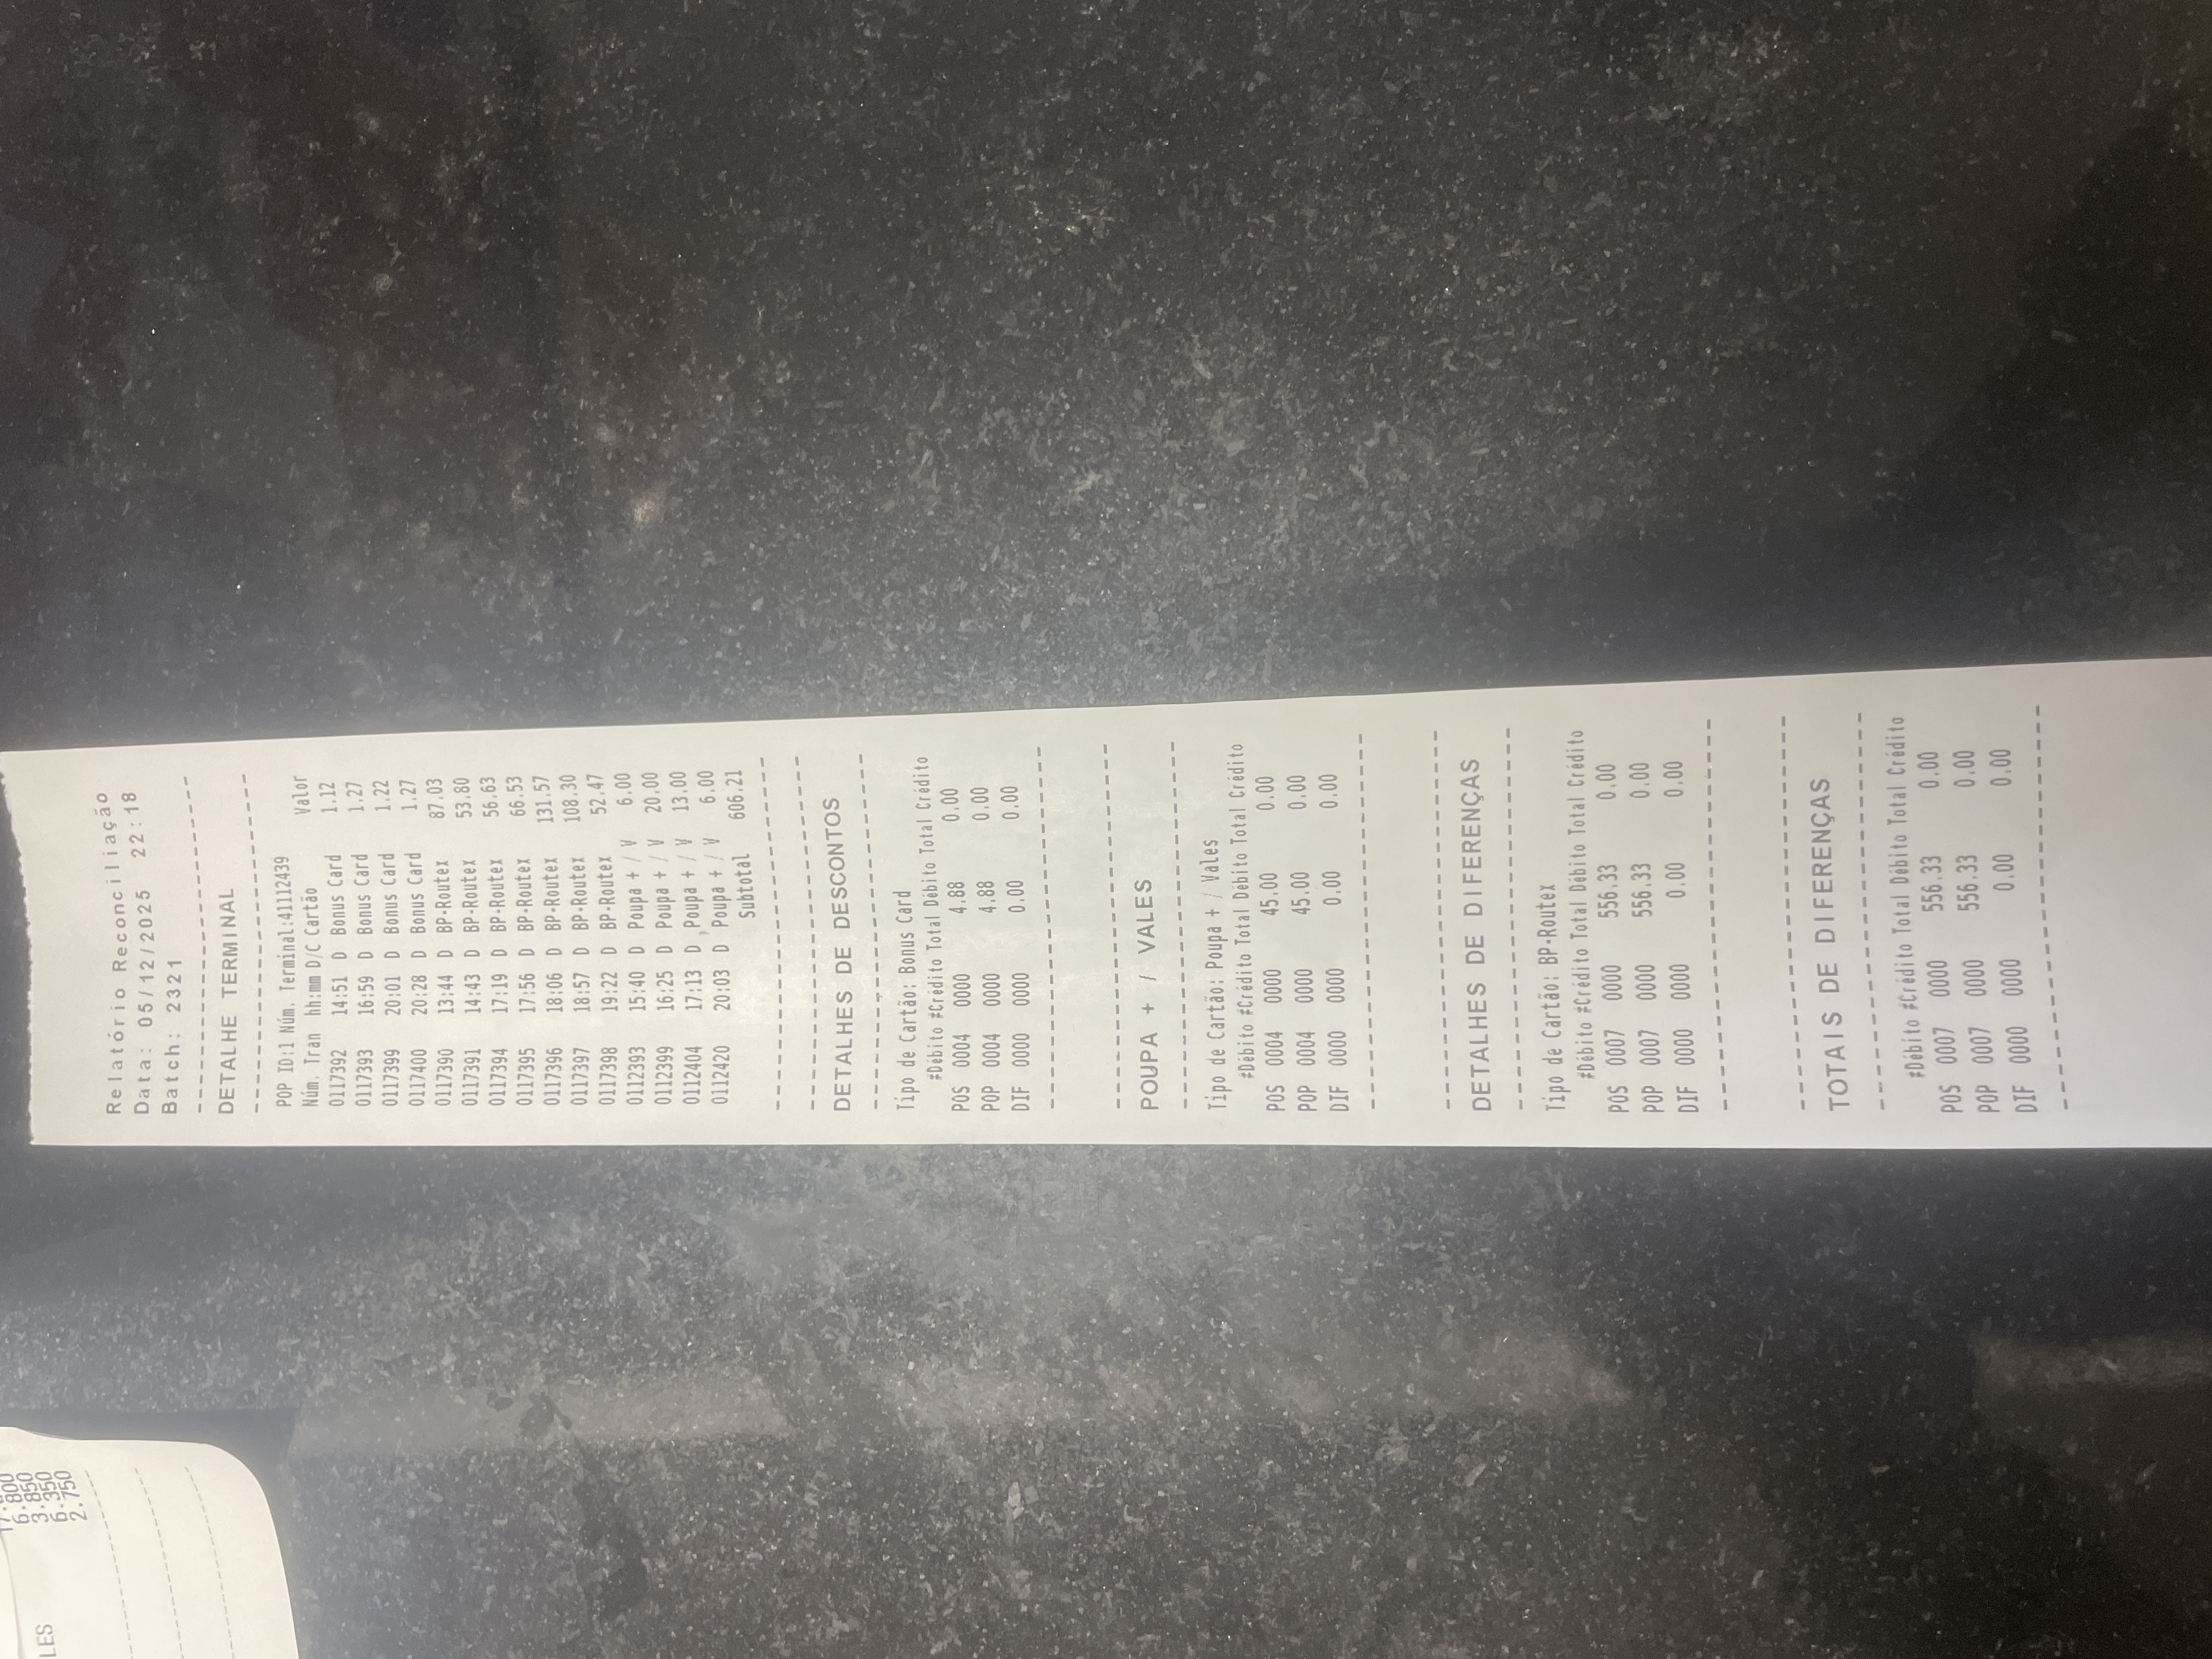 Relatório Reconciliação
Data: 05/12/2025 22:18
Batch: 2321
------------------------
DETALHE TERMINAL
------------------------
POP ID:1 Núm. Terminal:41112439
Núm. Tran hh:mm D/C Cartão Valor
0117392 14:51 D Bonus Card 1.12
0117393 16:59 D Bonus Card 1.27
0117399 20:01 D Bonus Card 1.22
0117400 20:28 D Bonus Card 1.27
0117390 13:44 D BP-Routex 87.03
0117391 14:43 D BP-Routex 53.80
0117394 17:19 D BP-Routex 56.63
0117395 17:56 D BP-Routex 66.53
0117396 18:06 D BP-Routex 131.57
0117397 18:57 D BP-Routex 108.30
0117398 19:22 D BP-Routex 52.47
0112393 15:40 D Poupa + / V 6.00
0112399 16:25 D Poupa + / V 20.00
0112404 17:13 D Poupa + / V 13.00
0112420 20:03 D Poupa + / V 6.00
Subtotal 606.21
------------------------
------------------------
DETALHES DE DESCONTOS
------------------------
Tipo de Cartão: Bonus Card
#Débito #Crédito Total Débito Total Crédito
POS 0004 0000 4.88 0.00
POP 0004 0000 4.88 0.00
DIF 0000 0000 0.00 0.00
------------------------
------------------------
POUPA + / VALES
------------------------
Tipo de Cartão: Poupa + / Vales
#Débito #Crédito Total Débito Total Crédito
POS 0004 0000 45.00 0.00
POP 0004 0000 45.00 0.00
DIF 0000 0000 0.00 0.00
------------------------
------------------------
DETALHES DE DIFERENÇAS
------------------------
Tipo de Cartão: BP-Routex
#Débito #Crédito Total Débito Total Crédito
POS 0007 0000 556.33 0.00
POP 0007 0000 556.33 0.00
DIF 0000 0000 0.00 0.00
------------------------
------------------------
TOTAIS DE DIFERENÇAS
------------------------
#Débito #Crédito Total Débito Total Crédito
POS 0007 0000 556.33 0.00
POP 0007 0000 556.33 0.00
DIF 0000 0000 0.00 0.00
------------------------
6.800
3.850
LES 6.350
2.750